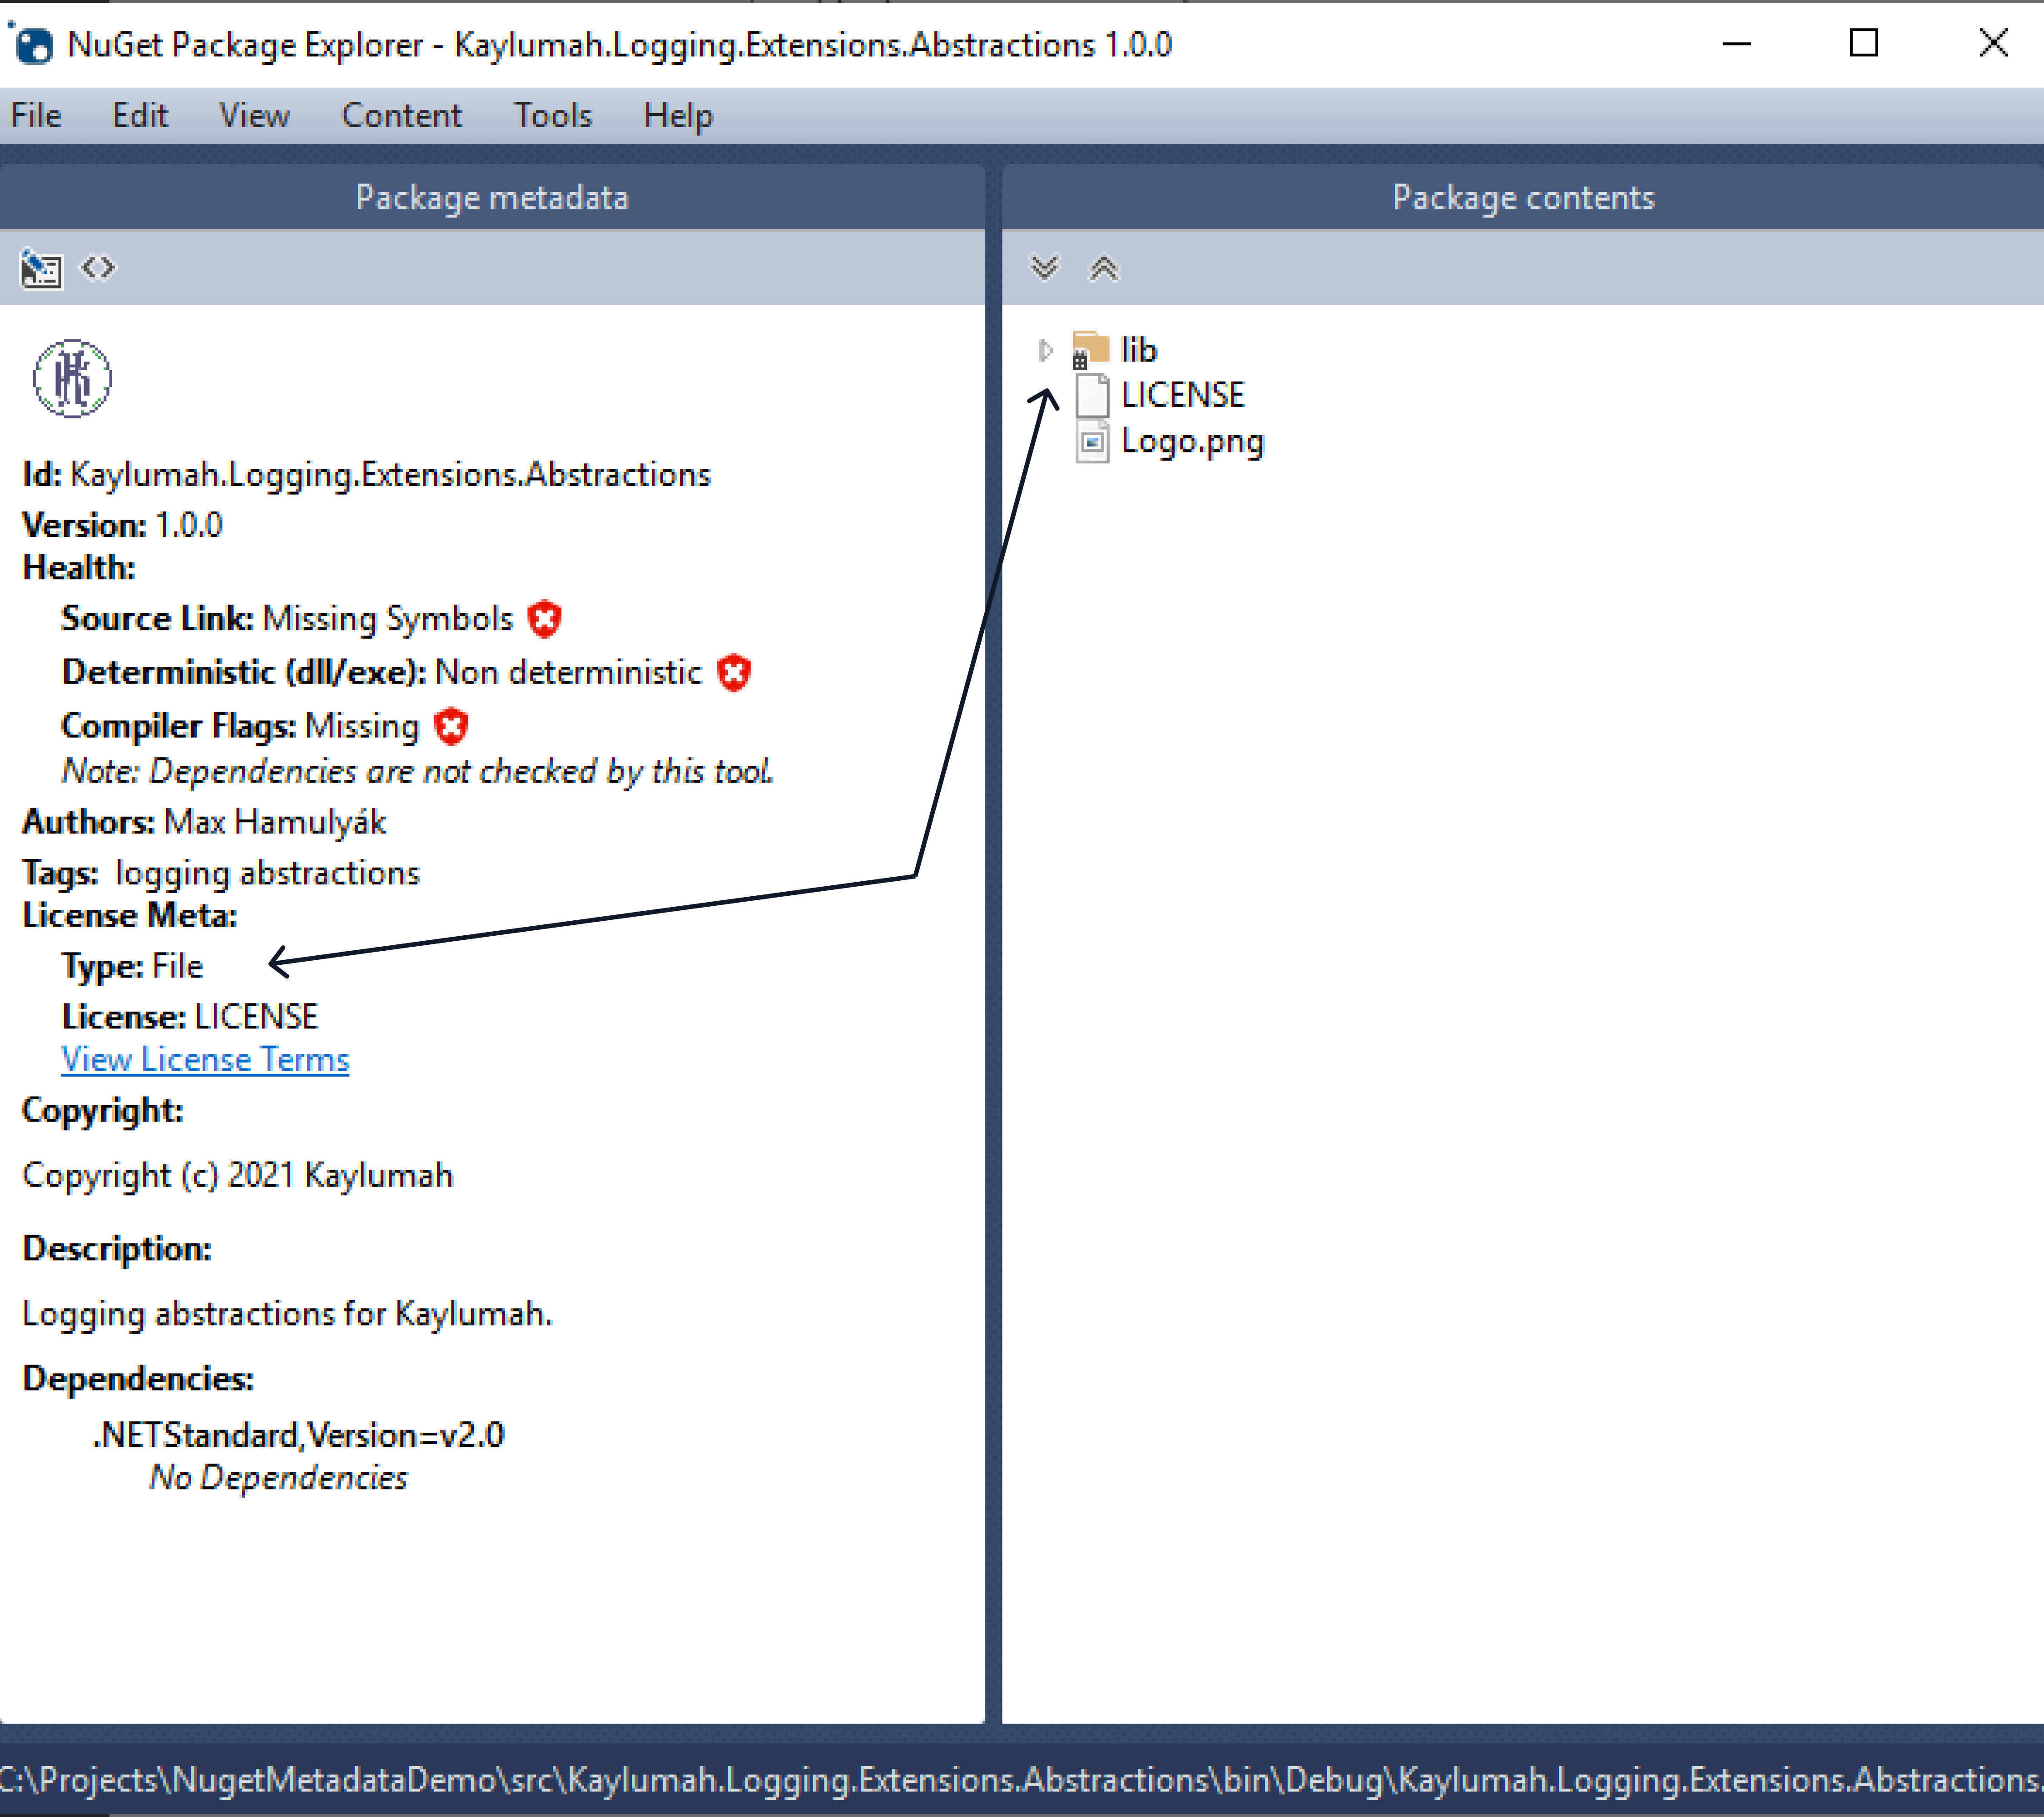 NuGet Package Explorer - Kaylumah.Logging.Extensions.Abstractions 1.0.0
File Edit View Content Tools Help
Package metadata
Id: Kaylumah.Logging.Extensions.Abstractions
Version: 1.0.0
Health:
Source Link: Missing Symbols
Deterministic (dll/exe): Non deterministic
Compiler Flags: Missing
Note: Dependencies are not checked by this tool.
Authors: Max Hamulyák
Tags: logging abstractions
License Meta:
Type: File
License: LICENSE
View License Terms
Copyright:
Copyright (c) 2021 Kaylumah
Description:
Logging abstractions for Kaylumah.
Dependencies:
.NETStandard,Version=v2.0
No Dependencies
Package contents
lib
LICENSE
Logo.png
C:\Projects\NugetMetadataDemo\src\Kaylumah.Logging.Extensions.Abstractions\bin\Debug\Kaylumah.Logging.Extensions.Abstractions.